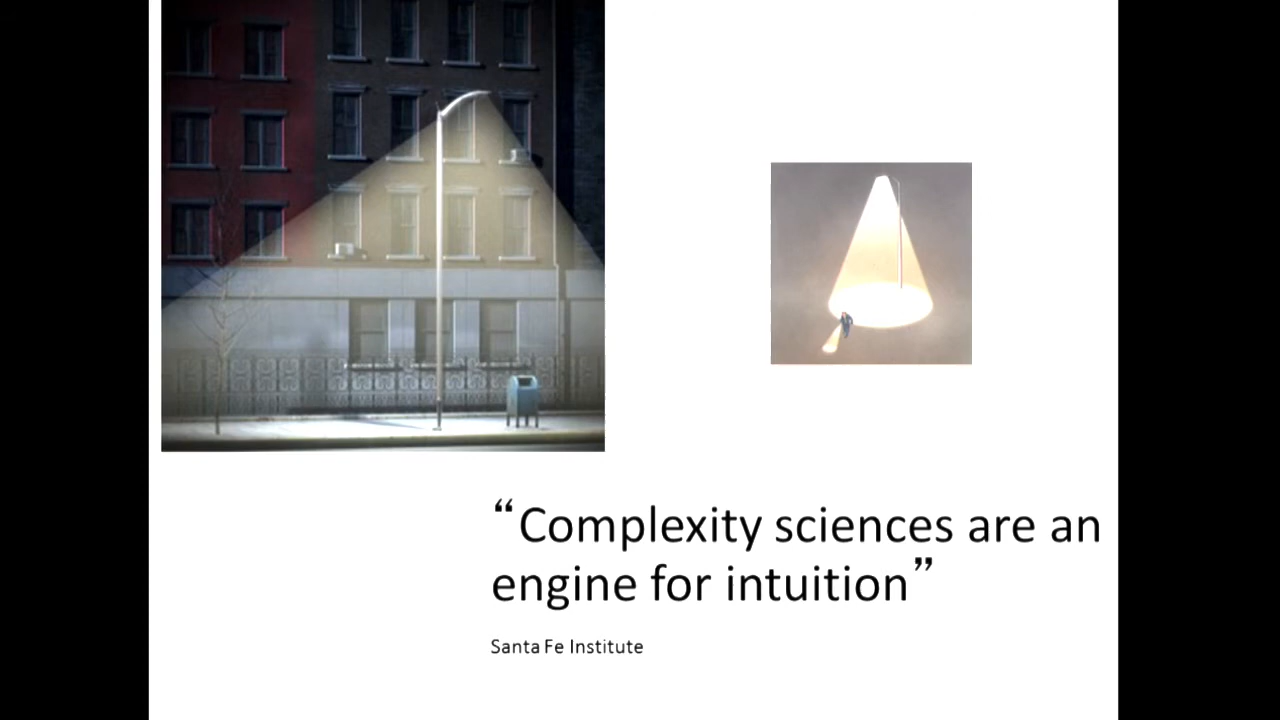 “Complexity sciences are an
engine for intuition”
Santa Fe Institute